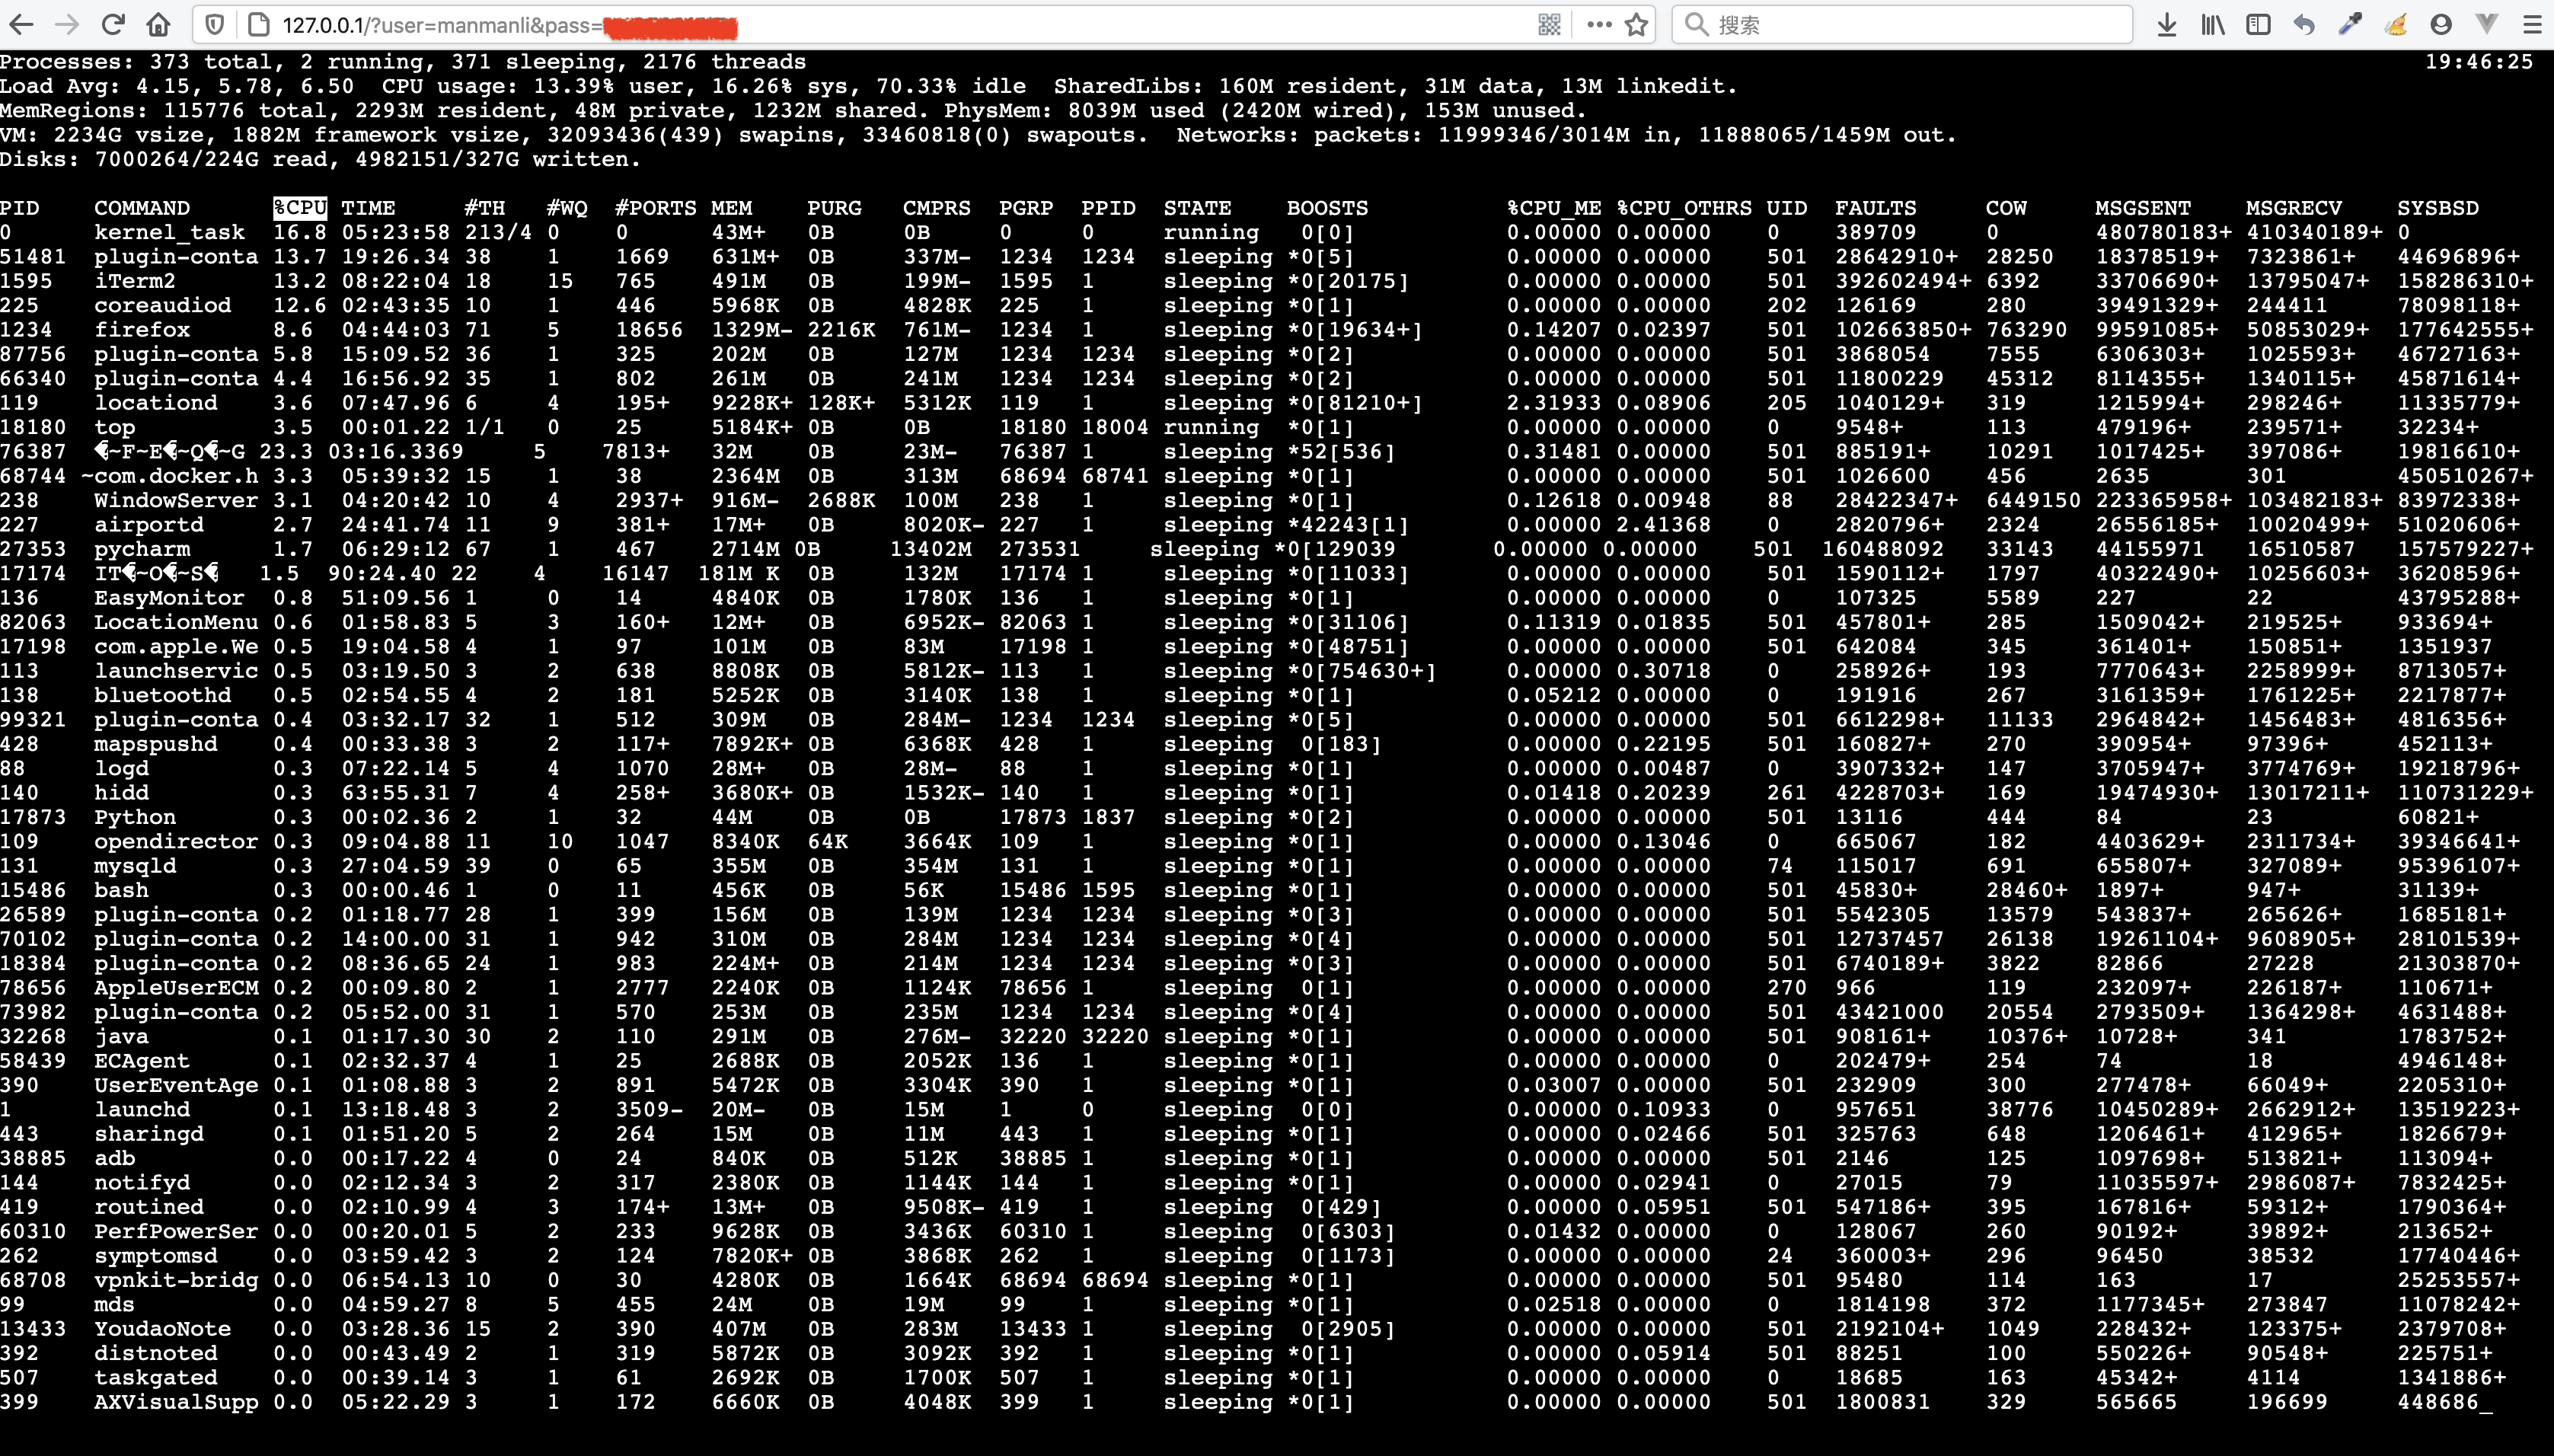 127.0.0.1/?user=manmanli&pass=
搜索
Processes: 373 total, 2 running, 371 sleeping, 2176 threads 19:46:25
Load Avg: 4.15, 5.78, 6.50 CPU usage: 13.39% user, 16.26% sys, 70.33% idle SharedLibs: 160M resident, 31M data, 13M linkedit.
MemRegions: 115776 total, 2293M resident, 48M private, 1232M shared. PhysMem: 8039M used (2420M wired), 153M unused.
VM: 2234G vsize, 1882M framework vsize, 32093436(439) swapins, 33460818(0) swapouts. Networks: packets: 11999346/3014M in, 11888065/1459M out.
Disks: 7000264/224G read, 4982151/327G written.
PID COMMAND %CPU TIME #TH #WQ #PORTS MEM PURG CMPRS PGRP PPID STATE BOOSTS %CPU_ME %CPU_OTHRS UID FAULTS COW MSGSENT MSGRECV SYSBSD
0 kernel_task 16.8 05:23:58 213/4 0 0 43M+ 0B 0B 0 0 running 0[0] 0.00000 0.00000 0 389709 0 480780183+ 410340189+ 0
51481 plugin-conta 13.7 19:26.34 38 1 1669 631M+ 0B 337M- 1234 1234 sleeping *0[5] 0.00000 0.00000 501 28642910+ 28250 18378519+ 7323861+ 44696896+
1595 iTerm2 13.2 08:22:04 18 15 765 491M 0B 199M- 1595 1 sleeping *0[20175] 0.00000 0.00000 501 392602494+ 6392 33706690+ 13795047+ 158286310+
225 coreaudiod 12.6 02:43:35 10 1 446 5968K 0B 4828K 225 1 sleeping *0[1] 0.00000 0.00000 202 126169 280 39491329+ 244411 78098118+
1234 firefox 8.6 04:44:03 71 5 18656 1329M- 2216K 761M- 1234 1 sleeping *0[19634+] 0.14207 0.02397 501 102663850+ 763290 99591085+ 50853029+ 177642555+
87756 plugin-conta 5.8 15:09.52 36 1 325 202M 0B 127M 1234 1234 sleeping *0[2] 0.00000 0.00000 501 3868054 7555 6306303+ 1025593+ 46727163+
66340 plugin-conta 4.4 16:56.92 35 1 802 261M 0B 241M 1234 1234 sleeping *0[2] 0.00000 0.00000 501 11800229 45312 8114355+ 1340115+ 45871614+
119 locationd 3.6 07:47.96 6 4 195+ 9228K+ 128K+ 5312K 119 1 sleeping *0[81210+] 2.31933 0.08906 205 1040129+ 319 1215994+ 298246+ 11335779+
18180 top 3.5 00:01.22 1/1 0 25 5184K+ 0B 0B 18180 18004 running *0[1] 0.00000 0.00000 0 9548+ 113 479196+ 239571+ 32234+
76387 �~F~E�~Q�~G 23.3 03:16.3369 5 7813+ 32M 0B 23M- 76387 1 sleeping *52[536] 0.31481 0.00000 501 885191+ 10291 1017425+ 397086+ 19816610+
68744 ~com.docker.h 3.3 05:39:32 15 1 38 2364M 0B 313M 68694 68741 sleeping *0[1] 0.00000 0.00000 501 1026600 456 2635 301 450510267+
238 WindowServer 3.1 04:20:42 10 4 2937+ 916M- 2688K 100M 238 1 sleeping *0[1] 0.12618 0.00948 88 28422347+ 6449150 223365958+ 103482183+ 83972338+
227 airportd 2.7 24:41.74 11 9 381+ 17M+ 0B 8020K- 227 1 sleeping *42243[1] 0.00000 2.41368 0 2820796+ 2324 26556185+ 10020499+ 51020606+
27353 pycharm 1.7 06:29:12 67 1 467 2714M 0B 13402M 273531 sleeping *0[129039 0.00000 0.00000 501 160488092 33143 44155971 16510587 157579227+
17174 IT�~O�~S� 1.5 90:24.40 22 4 16147 181M K 0B 132M 17174 1 sleeping *0[11033] 0.00000 0.00000 501 1590112+ 1797 40322490+ 10256603+ 36208596+
136 EasyMonitor 0.8 51:09.56 1 0 14 4840K 0B 1780K 136 1 sleeping *0[1] 0.00000 0.00000 0 107325 5589 227 22 43795288+
82063 LocationMenu 0.6 01:58.83 5 3 160+ 12M+ 0B 6952K- 82063 1 sleeping *0[31106] 0.11319 0.01835 501 457801+ 285 1509042+ 219525+ 933694+
17198 com.apple.We 0.5 19:04.58 4 1 97 101M 0B 83M 17198 1 sleeping *0[48751] 0.00000 0.00000 501 642084 345 361401+ 150851+ 1351937
113 launchservic 0.5 03:19.50 3 2 638 8808K 0B 5812K- 113 1 sleeping *0[754630+] 0.00000 0.30718 0 258926+ 193 7770643+ 2258999+ 8713057+
138 bluetoothd 0.5 02:54.55 4 2 181 5252K 0B 3140K 138 1 sleeping *0[1] 0.05212 0.00000 0 191916 267 3161359+ 1761225+ 2217877+
99321 plugin-conta 0.4 03:32.17 32 1 512 309M 0B 284M- 1234 1234 sleeping *0[5] 0.00000 0.00000 501 6612298+ 11133 2964842+ 1456483+ 4816356+
428 mapspushd 0.4 00:33.38 3 2 117+ 7892K+ 0B 6368K 428 1 sleeping 0[183] 0.00000 0.22195 501 160827+ 270 390954+ 97396+ 452113+
88 logd 0.3 07:22.14 5 4 1070 28M+ 0B 28M- 88 1 sleeping *0[1] 0.00000 0.00487 0 3907332+ 147 3705947+ 3774769+ 19218796+
140 hidd 0.3 63:55.31 7 4 258+ 3680K+ 0B 1532K- 140 1 sleeping *0[1] 0.01418 0.20239 261 4228703+ 169 19474930+ 13017211+ 110731229+
17873 Python 0.3 00:02.36 2 1 32 44M 0B 0B 17873 1837 sleeping *0[2] 0.00000 0.00000 501 13116 444 84 23 60821+
109 opendirector 0.3 09:04.88 11 10 1047 8340K 64K 3664K 109 1 sleeping *0[1] 0.00000 0.13046 0 665067 182 4403629+ 2311734+ 39346641+
131 mysqld 0.3 27:04.59 39 0 65 355M 0B 354M 131 1 sleeping *0[1] 0.00000 0.00000 74 115017 691 655807+ 327089+ 95396107+
15486 bash 0.3 00:00.46 1 0 11 456K 0B 56K 15486 1595 sleeping *0[1] 0.00000 0.00000 501 45830+ 28460+ 1897+ 947+ 31139+
26589 plugin-conta 0.2 01:18.77 28 1 399 156M 0B 139M 1234 1234 sleeping *0[3] 0.00000 0.00000 501 5542305 13579 543837+ 265626+ 1685181+
70102 plugin-conta 0.2 14:00.00 31 1 942 310M 0B 284M 1234 1234 sleeping *0[4] 0.00000 0.00000 501 12737457 26138 19261104+ 9608905+ 28101539+
18384 plugin-conta 0.2 08:36.65 24 1 983 224M+ 0B 214M 1234 1234 sleeping *0[3] 0.00000 0.00000 501 6740189+ 3822 82866 27228 21303870+
78656 AppleUserECM 0.2 00:09.80 2 1 2777 2240K 0B 1124K 78656 1 sleeping 0[1] 0.00000 0.00000 270 966 119 232097+ 226187+ 110671+
73982 plugin-conta 0.2 05:52.00 31 1 570 253M 0B 235M 1234 1234 sleeping *0[4] 0.00000 0.00000 501 43421000 20554 2793509+ 1364298+ 4631488+
32268 java 0.1 01:17.30 30 2 110 291M 0B 276M- 32220 32220 sleeping *0[1] 0.00000 0.00000 501 908161+ 10376+ 10728+ 341 1783752+
58439 ECAgent 0.1 02:32.37 4 1 25 2688K 0B 2052K 136 1 sleeping *0[1] 0.00000 0.00000 0 202479+ 254 74 18 4946148+
390 UserEventAge 0.1 01:08.88 3 2 891 5472K 0B 3304K 390 1 sleeping *0[1] 0.03007 0.00000 501 232909 300 277478+ 66049+ 2205310+
1 launchd 0.1 13:18.48 3 2 3509- 20M- 0B 15M 1 0 sleeping 0[0] 0.00000 0.10933 0 957651 38776 10450289+ 2662912+ 13519223+
443 sharingd 0.1 01:51.20 5 2 264 15M 0B 11M 443 1 sleeping *0[1] 0.00000 0.02466 501 325763 648 1206461+ 412965+ 1826679+
38885 adb 0.0 00:17.22 4 0 24 840K 0B 512K 38885 1 sleeping *0[1] 0.00000 0.00000 501 2146 125 1097698+ 513821+ 113094+
144 notifyd 0.0 02:12.34 3 2 317 2380K 0B 1144K 144 1 sleeping *0[1] 0.00000 0.02941 0 27015 79 11035597+ 2986087+ 7832425+
419 routined 0.0 02:10.99 4 3 174+ 13M+ 0B 9508K- 419 1 sleeping 0[429] 0.00000 0.05951 501 547186+ 395 167816+ 59312+ 1790364+
60310 PerfPowerSer 0.0 00:20.01 5 2 233 9628K 0B 3436K 60310 1 sleeping 0[6303] 0.01432 0.00000 0 128067 260 90192+ 39892+ 213652+
262 symptomsd 0.0 03:59.42 3 2 124 7820K+ 0B 3868K 262 1 sleeping 0[1173] 0.00000 0.00000 24 360003+ 296 96450 38532 17740446+
68708 vpnkit-bridg 0.0 06:54.13 10 0 30 4280K 0B 1664K 68694 68694 sleeping *0[1] 0.00000 0.00000 501 95480 114 163 17 25253557+
99 mds 0.0 04:59.27 8 5 455 24M 0B 19M 99 1 sleeping *0[1] 0.02518 0.00000 0 1814198 372 1177345+ 273847 11078242+
13433 YoudaoNote 0.0 03:28.36 15 2 390 407M 0B 283M 13433 1 sleeping 0[2905] 0.00000 0.00000 501 2192104+ 1049 228432+ 123375+ 2379708+
392 distnoted 0.0 00:43.49 2 1 319 5872K 0B 3092K 392 1 sleeping *0[1] 0.00000 0.05914 501 88251 100 550226+ 90548+ 225751+
507 taskgated 0.0 00:39.14 3 1 61 2692K 0B 1700K 507 1 sleeping *0[1] 0.00000 0.00000 0 18685 163 45342+ 4114 1341886+
399 AXVisualSupp 0.0 05:22.29 3 1 172 6660K 0B 4048K 399 1 sleeping *0[1] 0.00000 0.00000 501 1800831 329 565665 196699 448686_